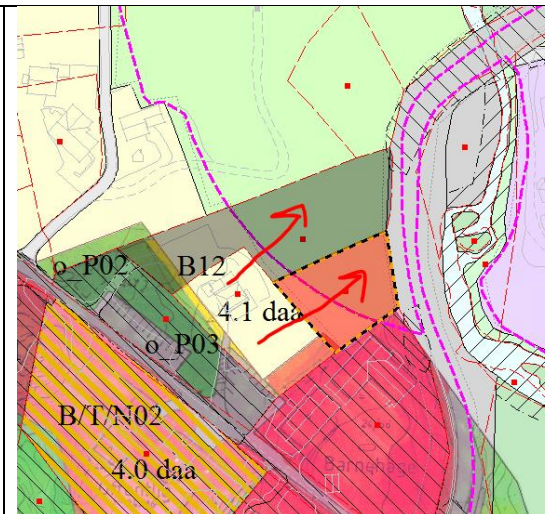 o_P02
B12
4.1 daa
o_P03
B/T/N02
4.0 daa
Barnehage